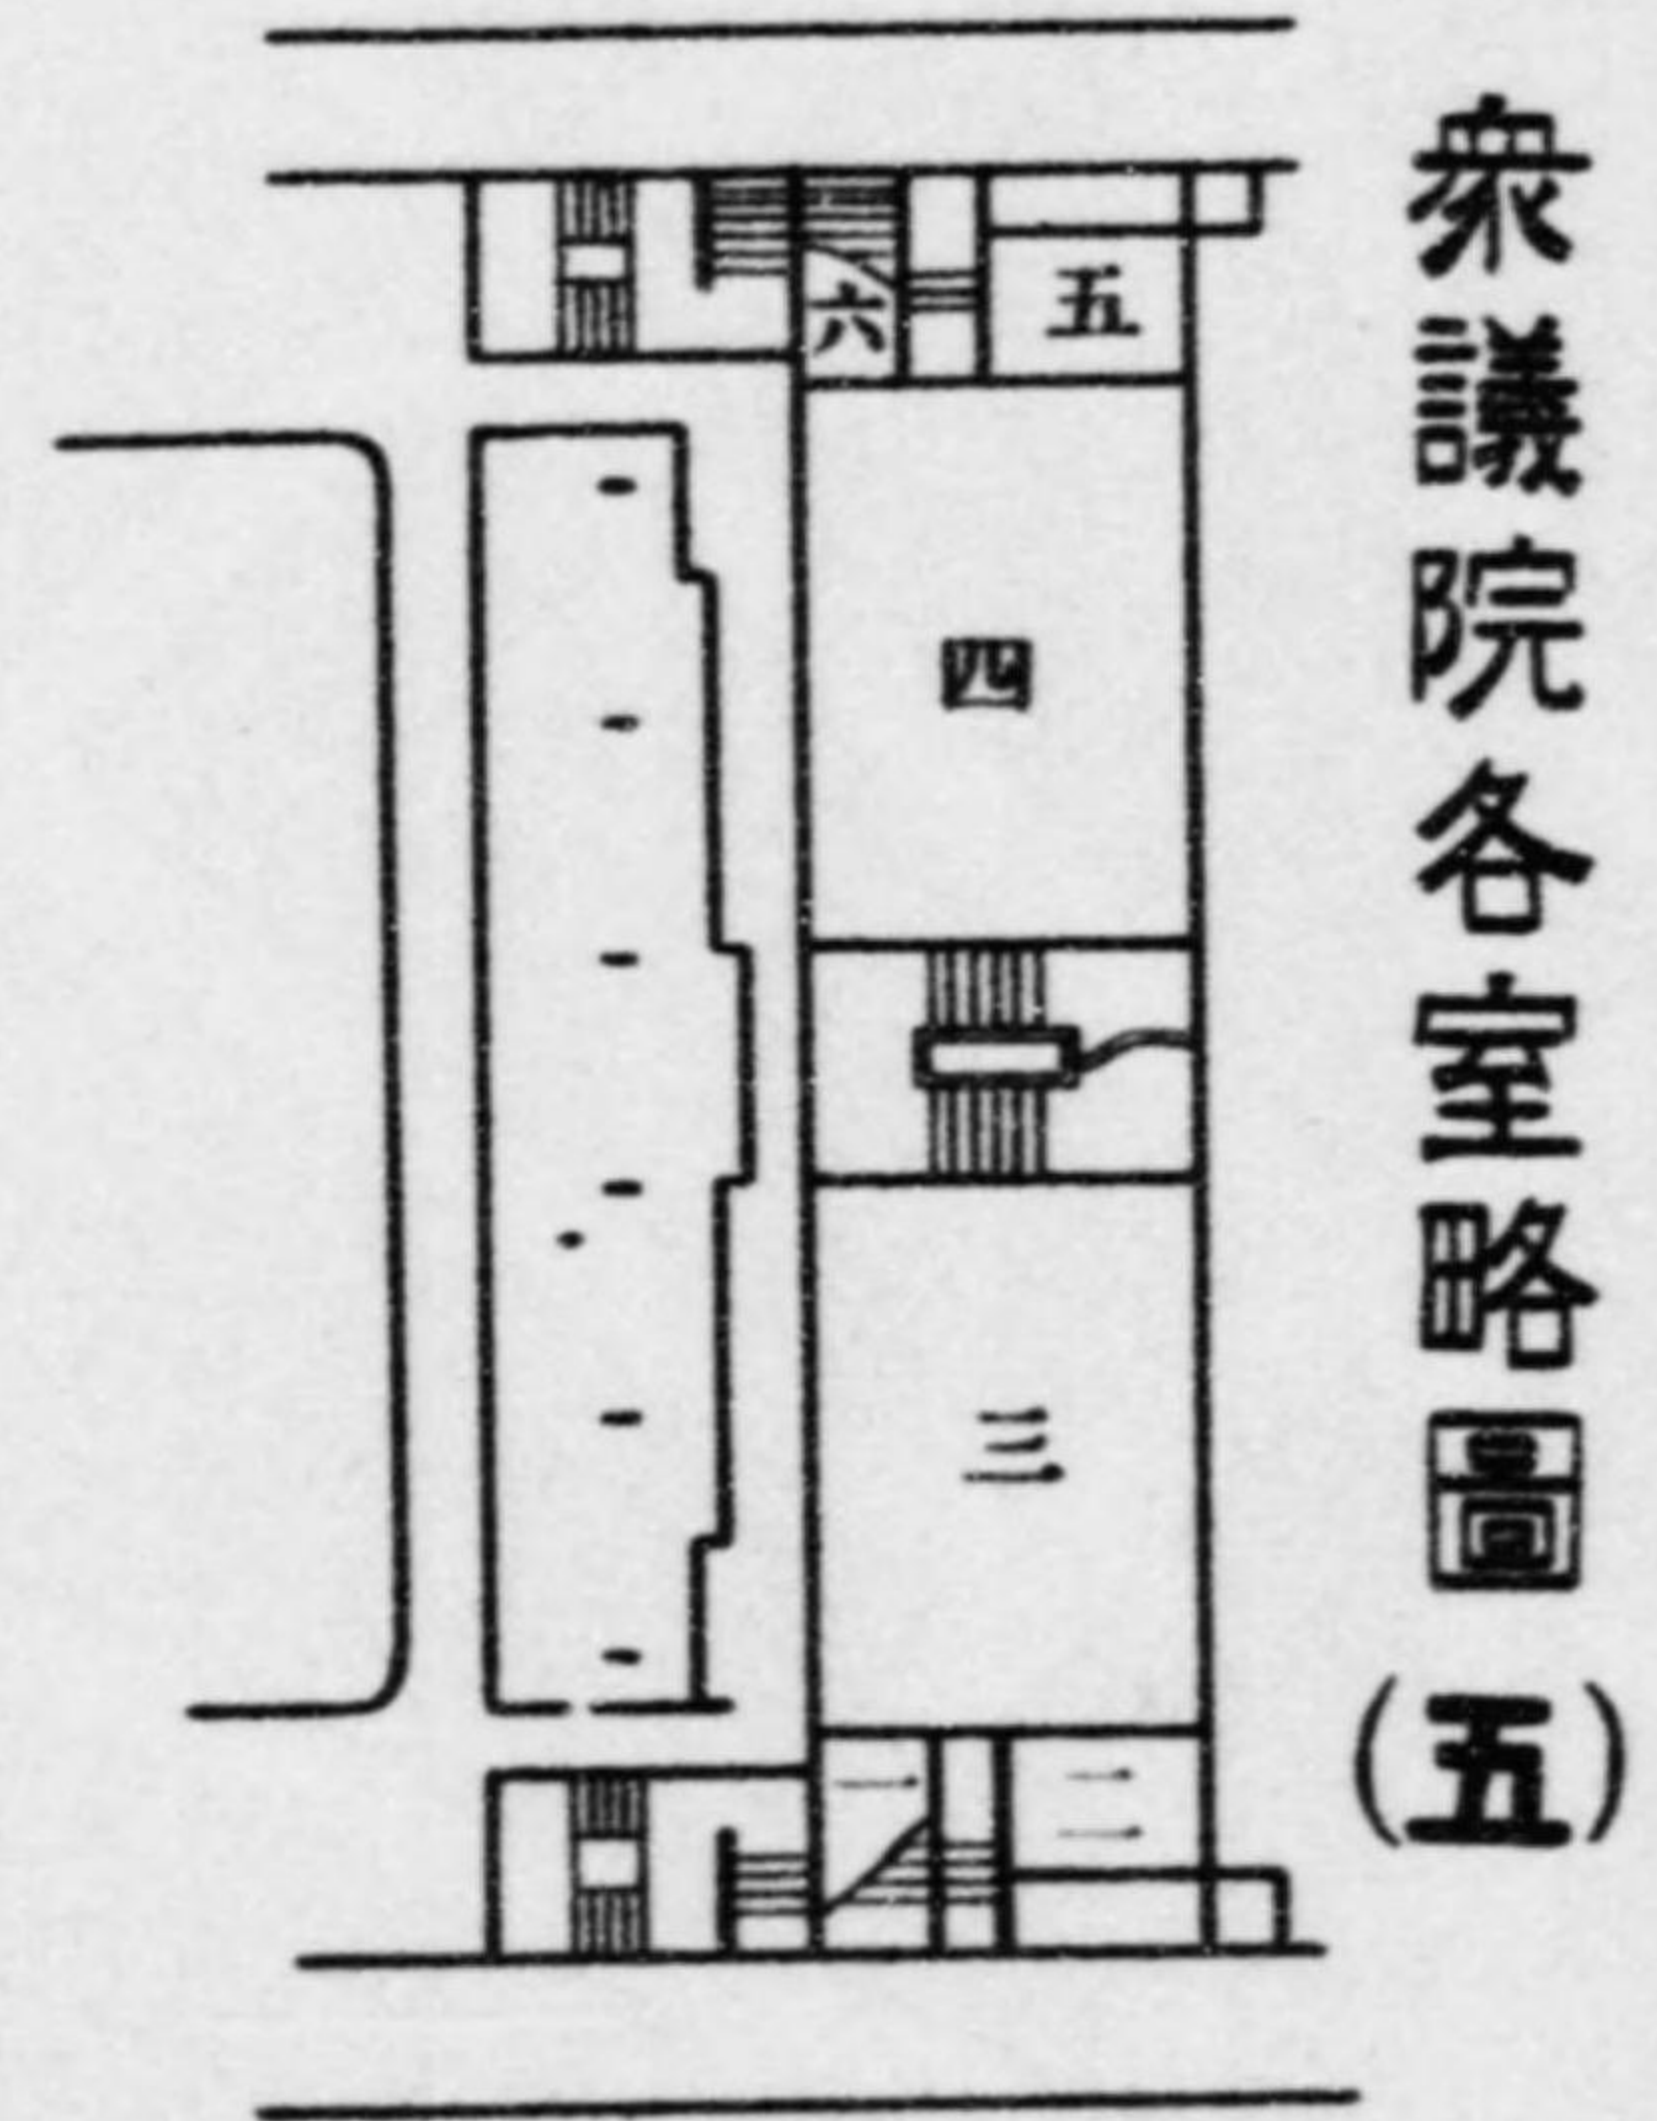 衆議院各室略圖(五)
六
五
四
三
一
二